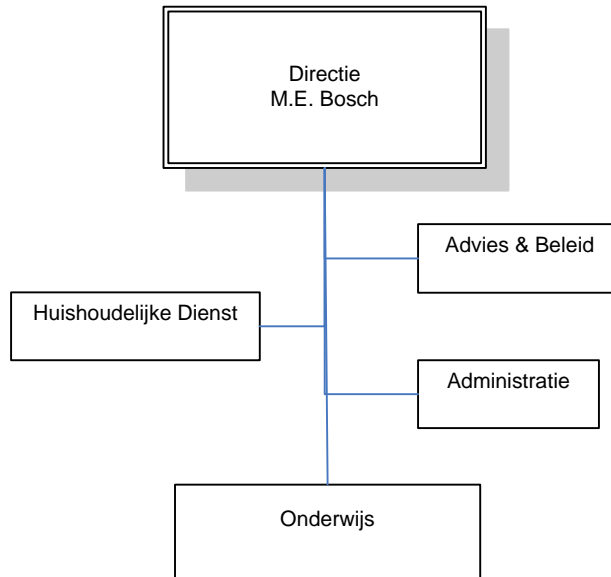 Directie
M.E. Bosch
Advies & Beleid
Huishoudelijke Dienst
Administratie
Onderwijs